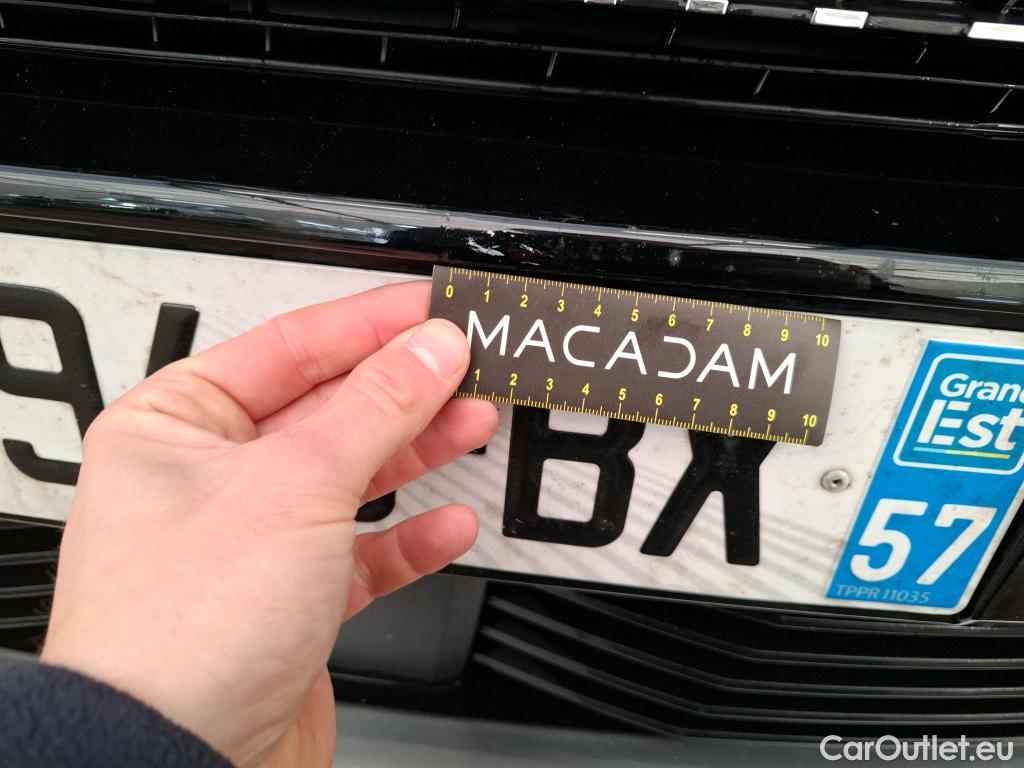 0 1 2 3 4 5 6 7 8 9 10
MACADAM
1 2 3 4 5 6 7 8 9 10
BX
Grand
Est
57
TPPR 11035
CarOutlet.eu